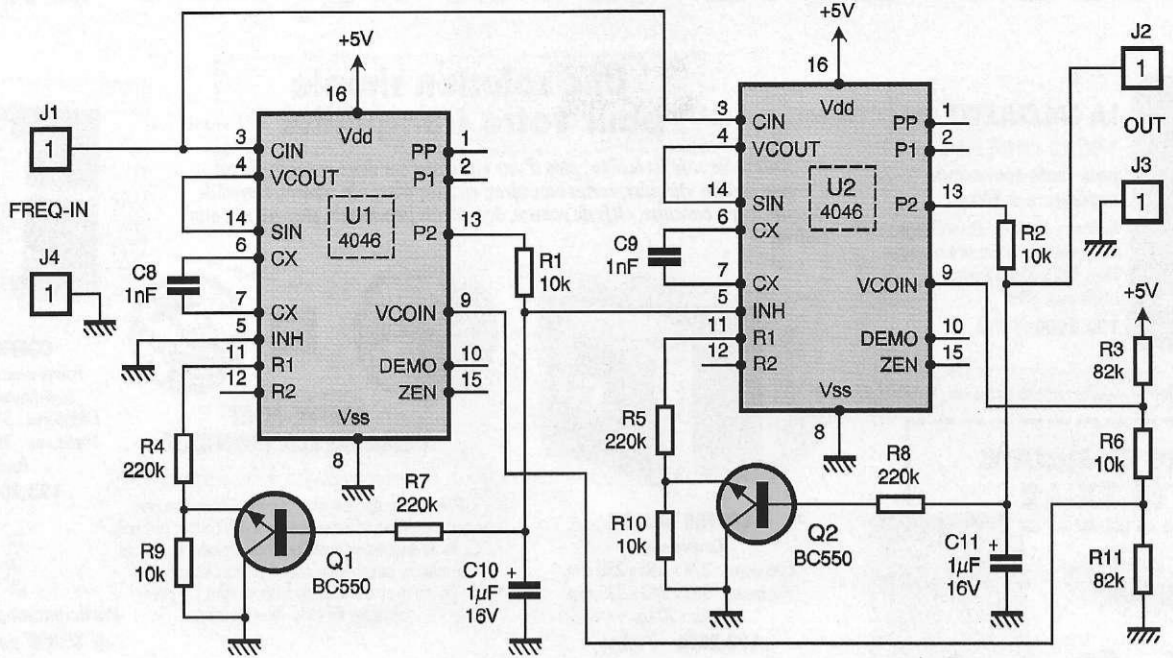 J1
1
FREQ-IN
J4
1
+5V
16
Vdd
3
CIN
4
VCOUT
14
SIN
6
CX
C8
1nF
7
CX
5
INH
11
R1
12
R2
PP
1
P1
2
U1
4046
P2
13
VCOIN
9
DEMO
10
ZEN
15
Vss
8
R1
10k
R4
220k
R9
10k
Q1
BC550
R7
220k
C10
+
1µF
16V
+5V
16
Vdd
3
CIN
4
VCOUT
14
SIN
6
CX
C9
1nF
7
CX
5
INH
11
R1
12
R2
PP
1
P1
2
U2
4046
P2
13
VCOIN
9
DEMO
10
ZEN
15
Vss
8
R5
220k
R10
10k
Q2
BC550
R8
220k
C11
+
1µF
16V
R2
10k
J2
1
OUT
J3
1
+5V
R3
82k
R6
10k
R11
82k